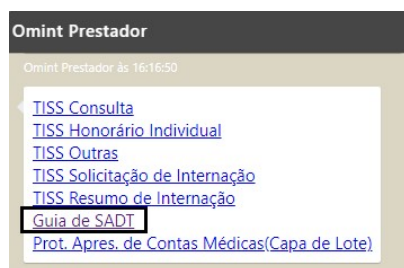 Omint Prestador
Omint Prestador às 16:16:50
TISS Consulta
TISS Honorário Individual
TISS Outras
TISS Solicitação de Internação
TISS Resumo de Internação
Guia de SADT
Prot. Apres. de Contas Médicas(Capa de Lote)